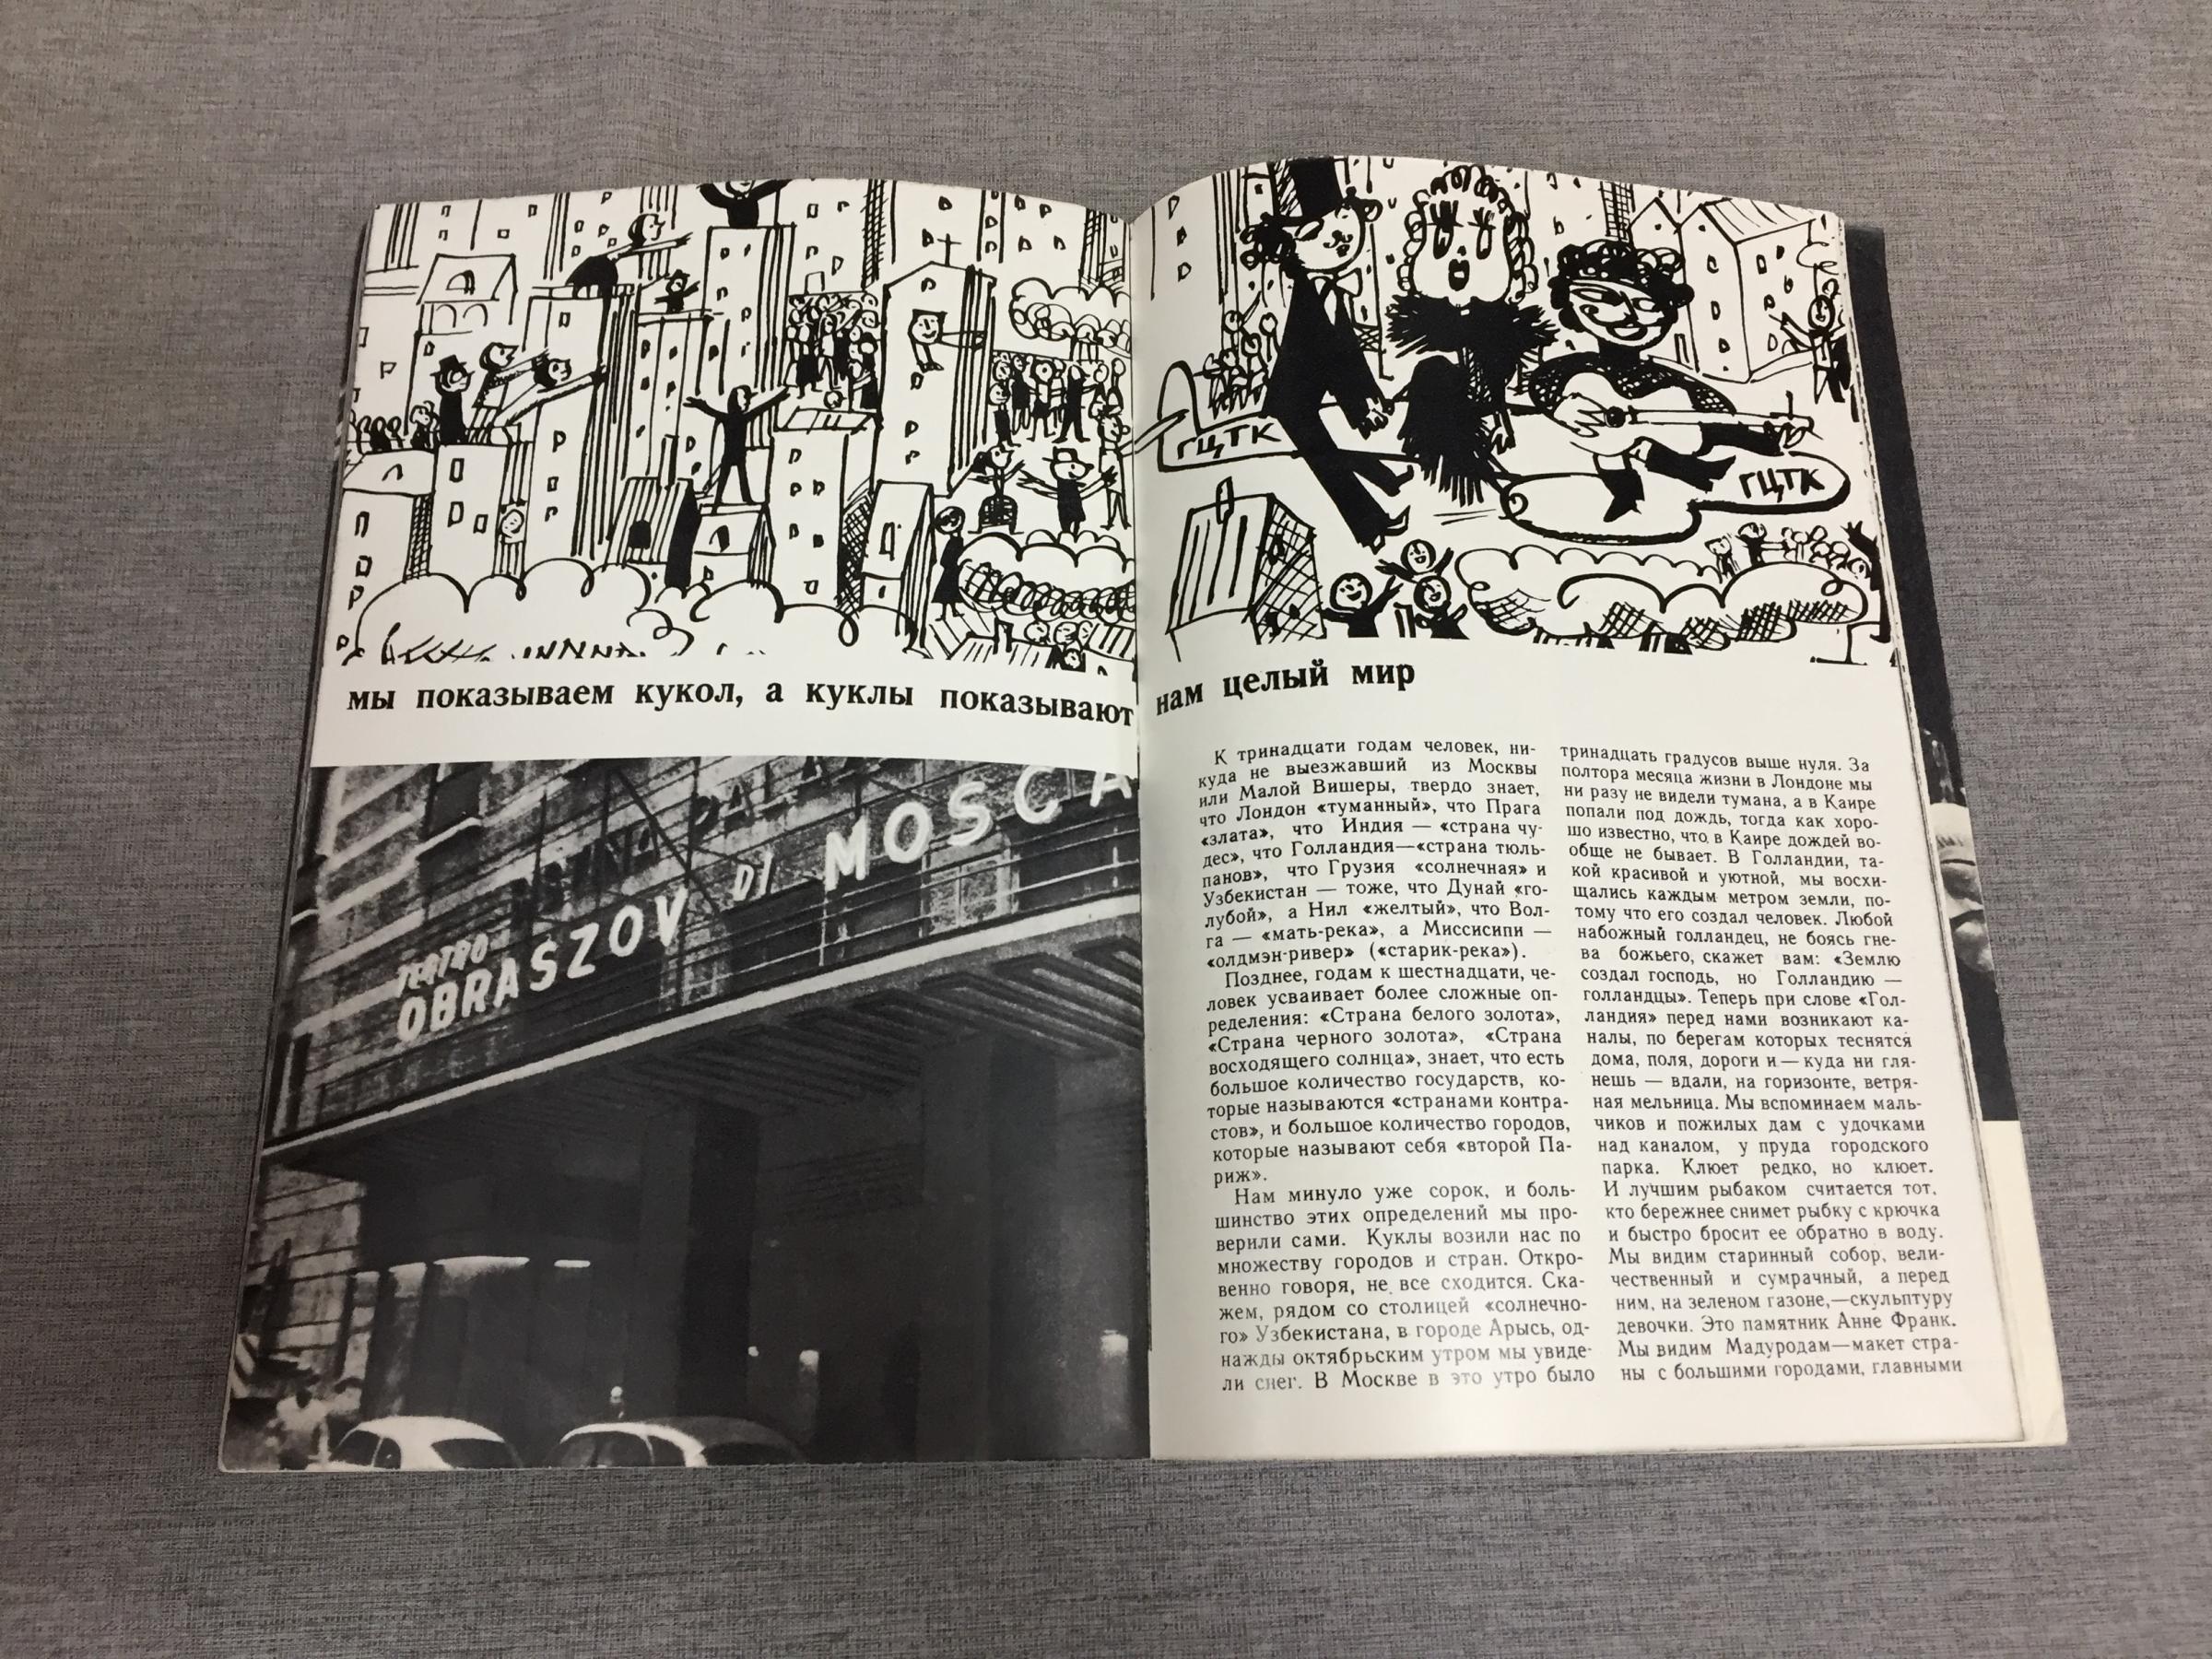 ГЦТК
ГЦТК
мы показываем кукол, а куклы показывают нам целый мир
ТЕАТРО
OBRASZOV DI MOSCA
К тринадцати годам человек, ни-
куда не выезжавший из Москвы
или Малой Вишеры, твердо знает,
что Лондон «туманный», что Прага
«злата», что Индия — «страна чу-
дес», что Голландия—«страна тюль-
панов», что Грузия «солнечная» и
Узбекистан — тоже, что Дунай «го-
лубой», а Нил «желтый», что Вол-
га — «мать-река», а Миссисипи —
«олдмэн-ривер» («старик-река»).
Позднее, годам к шестнадцати, че-
ловек усваивает более сложные оп-
ределения: «Страна белого золота»,
«Страна черного золота», «Страна
восходящего солнца», знает, что есть
большое количество государств, ко-
торые называются «странами контра-
стов», и большое количество городов,
которые называют себя «второй Па-
риж».
Нам минуло уже сорок, и боль-
шинство этих определений мы про-
верили сами. Куклы возили нас по
множеству городов и стран. Откро-
венно говоря, не все сходится. Ска-
жем, рядом со столицей «солнечно-
го» Узбекистана, в городе Арысь, од-
нажды октябрьским утром мы увиде-
ли снег. В Москве в это утро было
тринадцать градусов выше нуля. За
полтора месяца жизни в Лондоне мы
ни разу не видели тумана, а в Каире
попали под дождь, тогда как хоро-
шо известно, что в Каире дождей во-
обще не бывает. В Голландии, та-
кой красивой и уютной, мы восхи-
щались каждым метром земли, по-
тому что его создал человек. Любой
набожный голландец, не боясь гне-
ва божьего, скажет вам: «Землю
создал господь, но Голландию —
голландцы». Теперь при слове «Гол-
ландия» перед нами возникают ка-
налы, по берегам которых теснятся
дома, поля, дороги и — куда ни гля-
нешь — вдали, на горизонте, ветря-
ная мельница. Мы вспоминаем маль-
чиков и пожилых дам с удочками
над каналом, у пруда городского
парка. Клюет редко, но клюет.
И лучшим рыбаком считается тот,
кто бережнее снимет рыбку с крючка
и быстро бросит ее обратно в воду.
Мы видим старинный собор, вели-
чественный и сумрачный, а перед
ним, на зеленом газоне,—скульптуру
девочки. Это памятник Анне Франк.
Мы видим Мадуродам—макет стра-
ны с большими городами, главными